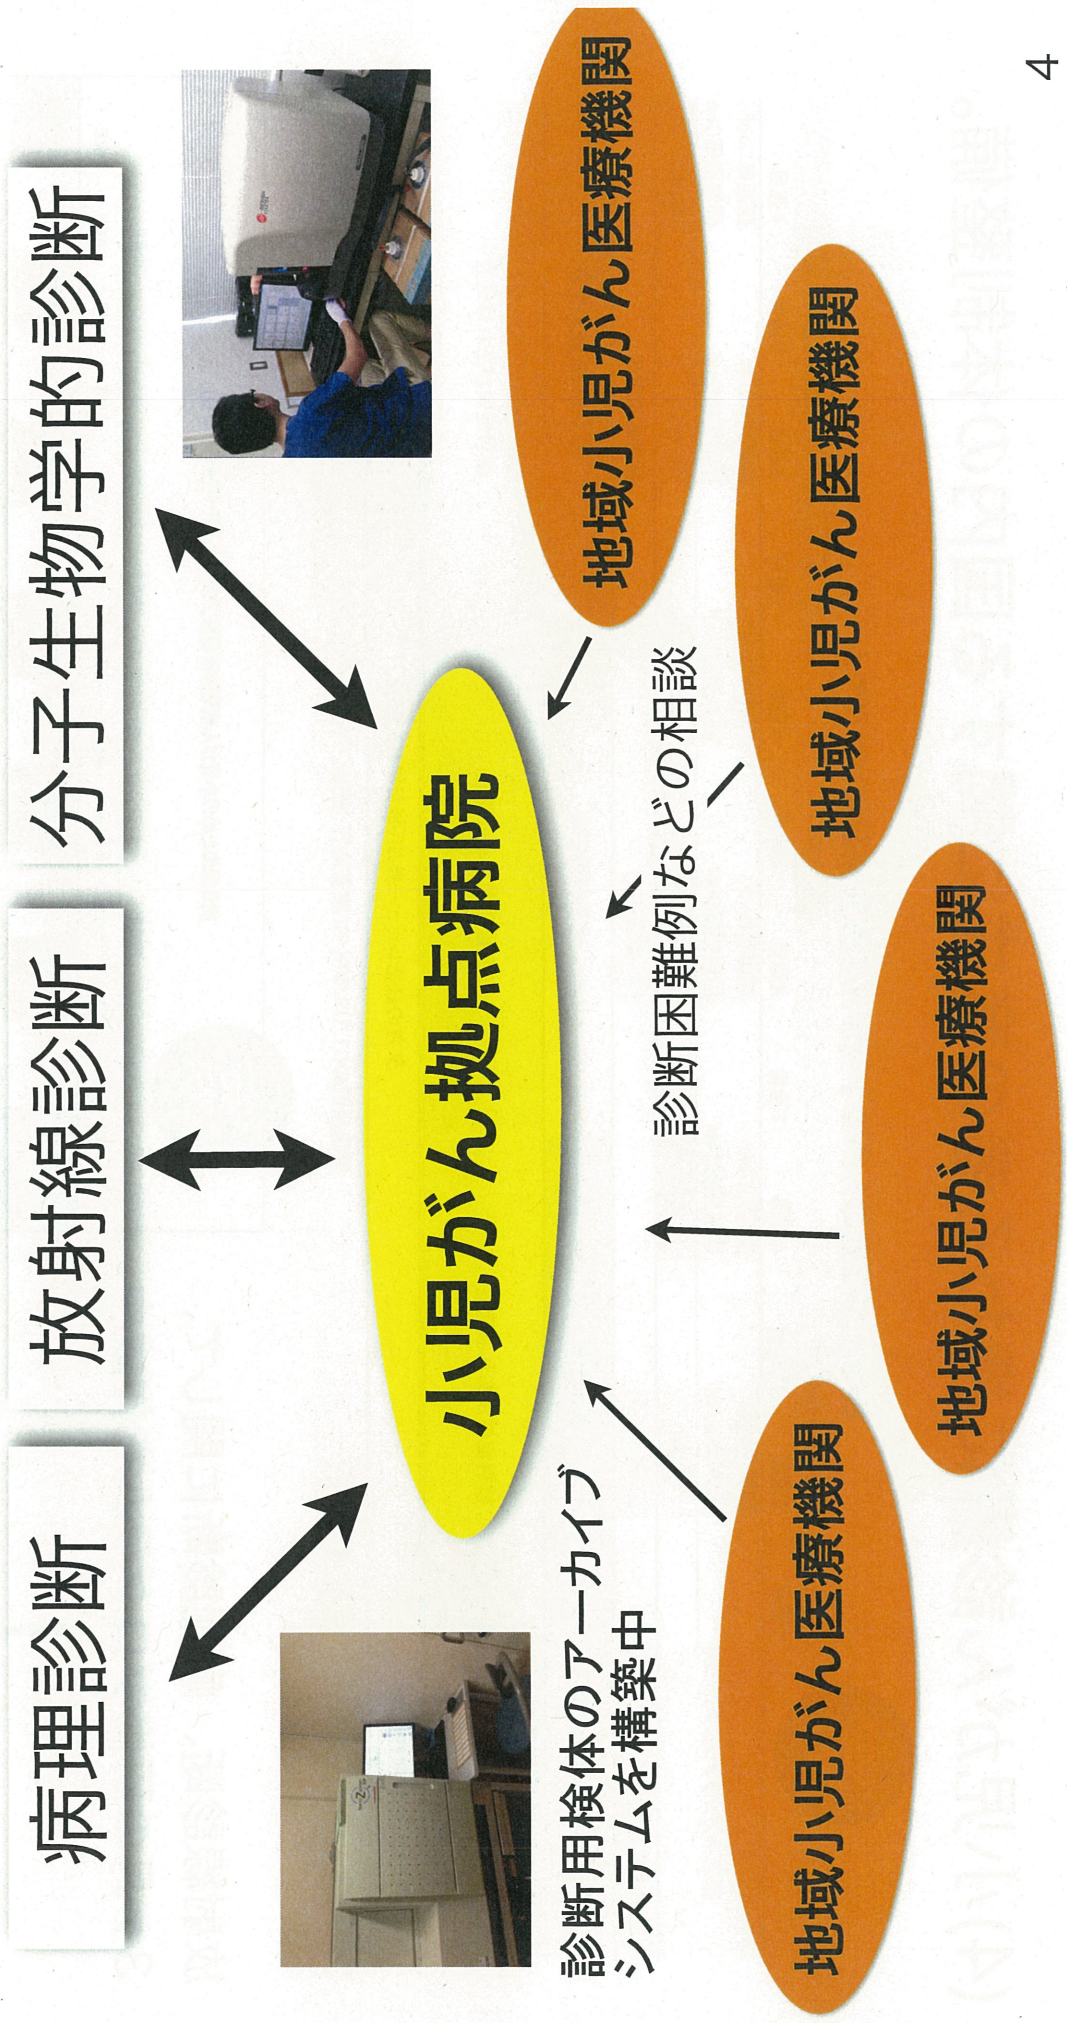 病理診断
放射線診断
分子生物学的診断
小児がん拠点病院
診断用検体のアーカイブ
システムを構築中
診断困難例などの相談
地域小児がん医療機関
地域小児がん医療機関
地域小児がん医療機関
地域小児がん医療機関
4